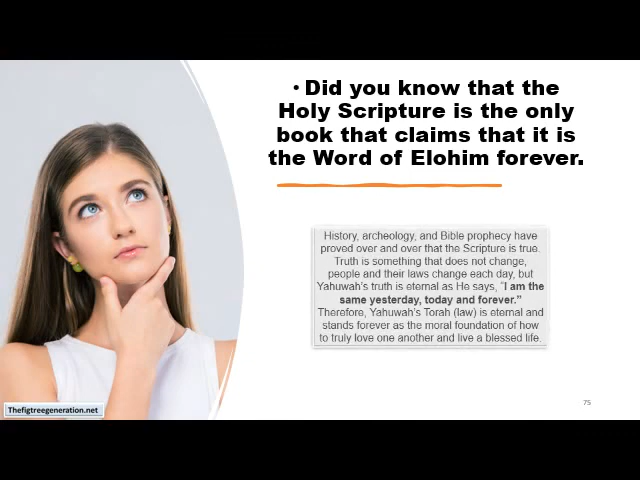 • Did you know that the
Holy Scripture is the only
book that claims that it is
the Word of Elohim forever.
History, archeology, and Bible prophecy have
proved over and over that the Scripture is true.
Truth is something that does not change,
people and their laws change each day, but
Yahuwah's truth is eternal as He says, "I am the
same yesterday, today and forever."
Therefore, Yahuwah's Torah (law) is eternal and
stands forever as the moral foundation of how
to truly love one another and live a blessed life.
Thefigtreegeneration.net
75